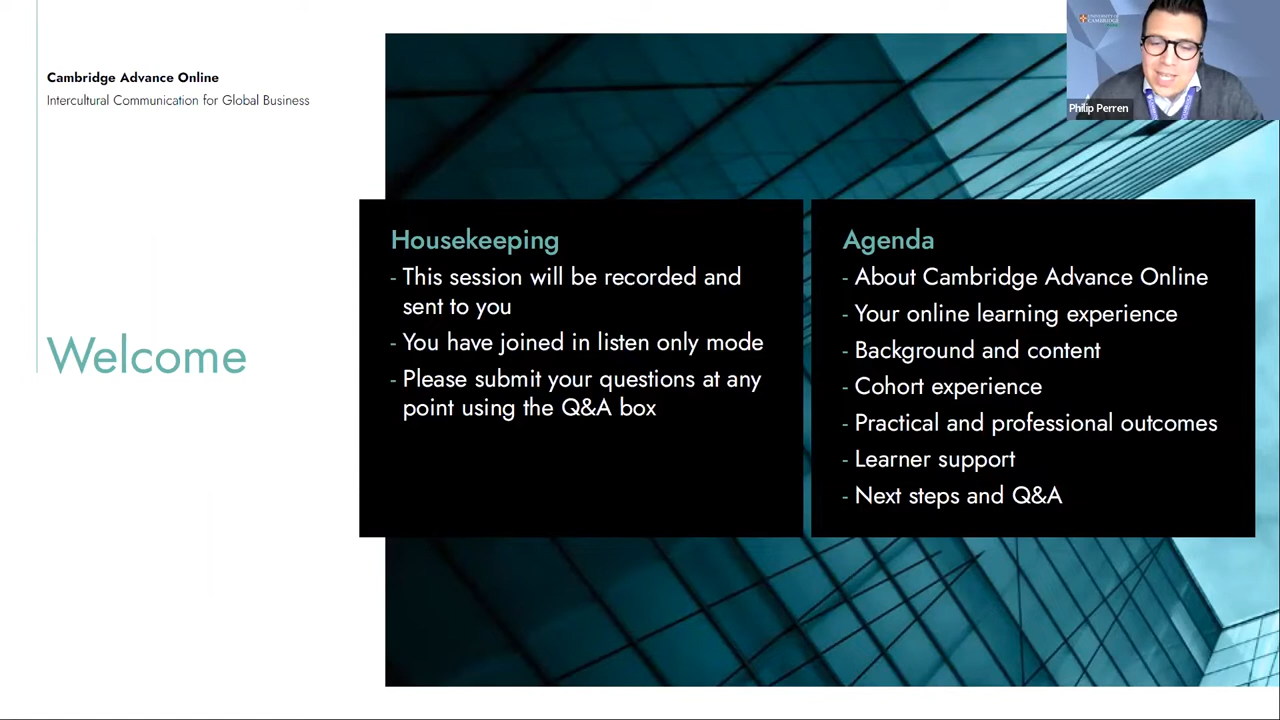 Cambridge Advance Online
Intercultural Communication for Global Business
Welcome
Housekeeping
- This session will be recorded and
sent to you
- You have joined in listen only mode
- Please submit your questions at any
point using the Q&A box
Agenda
- About Cambridge Advance Online
- Your online learning experience
- Background and content
- Cohort experience
- Practical and professional outcomes
- Learner support
- Next steps and Q&A
UNIVERSITY OF
CAMBRIDGE
Philip Perren